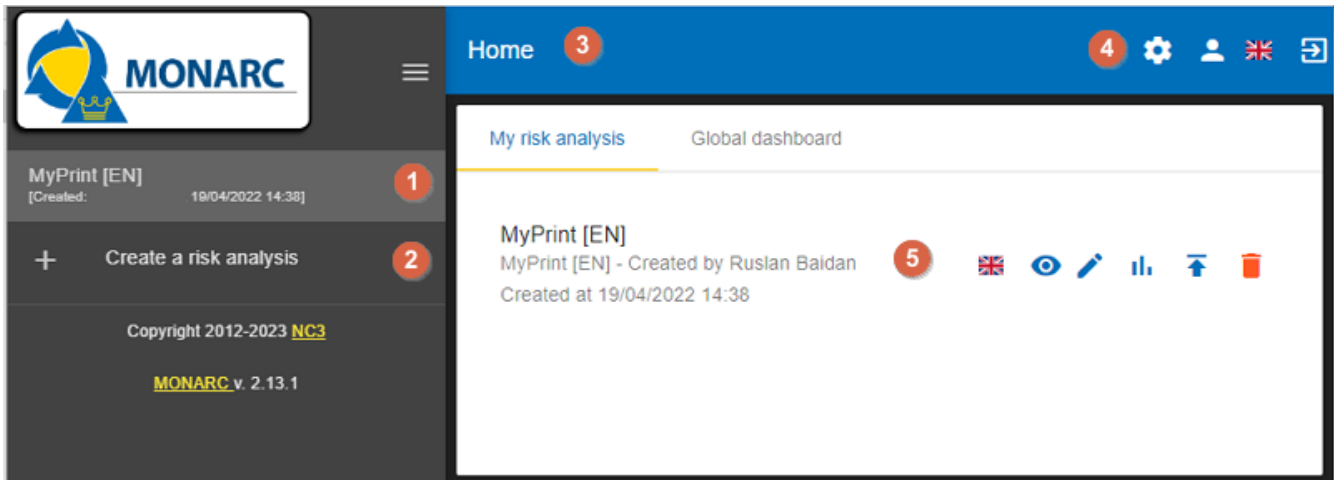 MONARC
MyPrint [EN]
[Created: 19/04/2022 14:38]
1
Create a risk analysis
2
Copyright 2012-2023 NC3
MONARC v. 2.13.1
Home
3
4
My risk analysis
Global dashboard
MyPrint [EN]
MyPrint [EN] - Created by Ruslan Baidan
Created at 19/04/2022 14:38
5